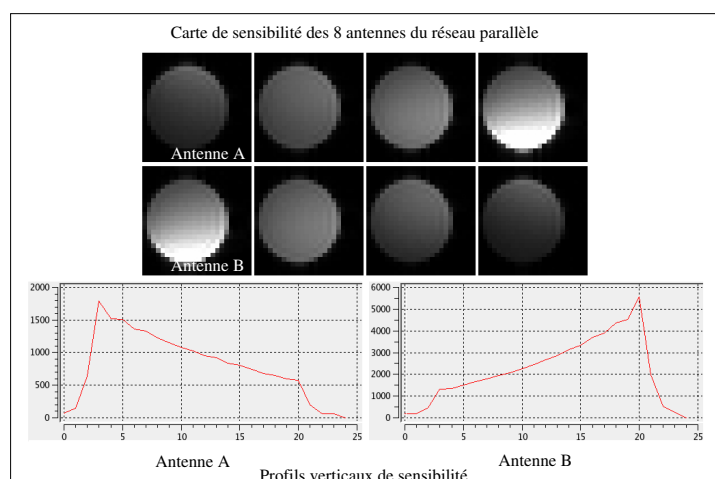 Carte de sensibilité des 8 antennes du réseau parallèle
Antenne A
Antenne B
2000
1500
1000
500
0
0 5 10 15 20 25
6000
5000
4000
3000
2000
1000
0
0 5 10 15 20 25
Antenne A
Antenne B
Profils verticaux de sensibilité